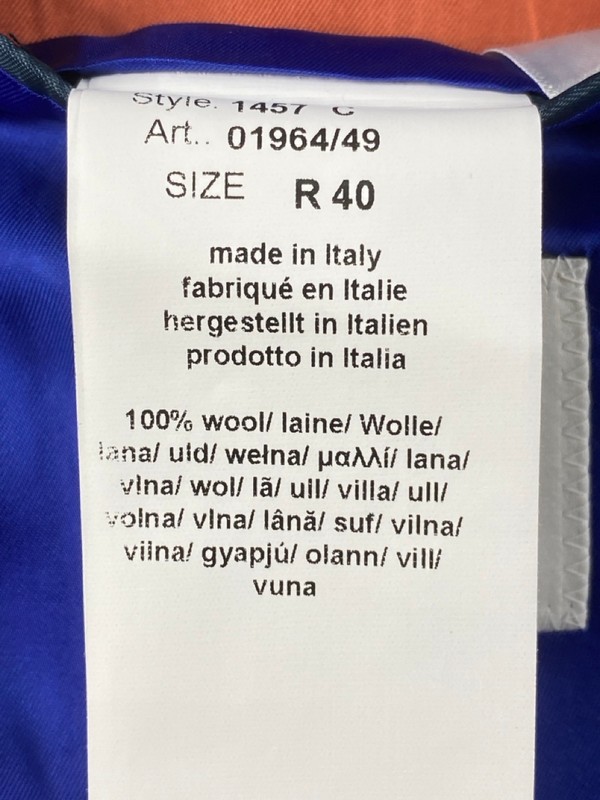 Style. 1457 C
Art.. 01964/49
SIZE R 40
made in Italy
fabriqué en Italie
hergestellt in Italien
prodotto in Italia
100% wool/ laine/ Wolle/
lana/ uld/ wełna/ μαλλί/ lana/
vlna/ wol/ lã/ uil/ villa/ ull/
volna/ vlna/ lână/ suf/ vilna/
viina/ gyapjú/ olann/ vill/
vuna